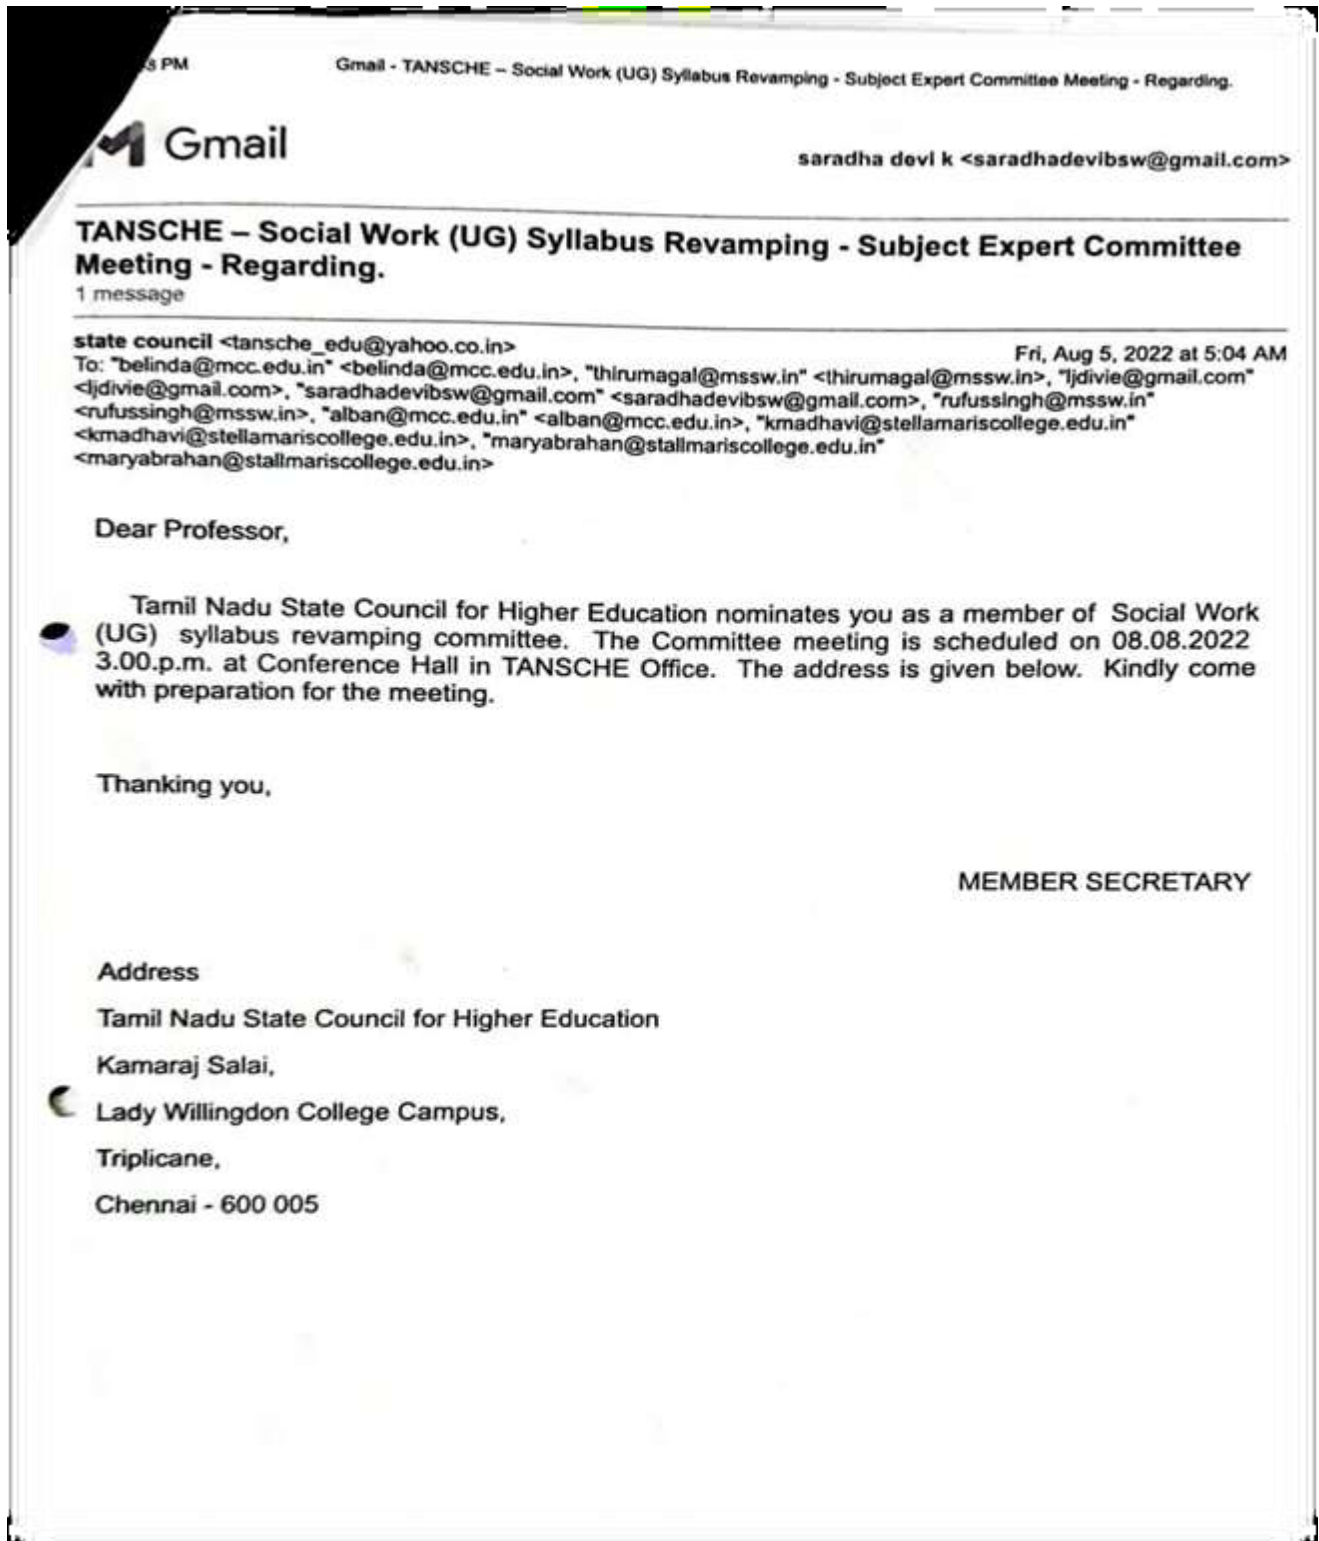 PM
Gmail - TANSCHE – Social Work (UG) Syllabus Revamping - Subject Expert Committee Meeting - Regarding.
Gmail
saradha devi k <saradhadevibsw@gmail.com>
TANSCHE – Social Work (UG) Syllabus Revamping - Subject Expert Committee
Meeting - Regarding.
1 message
state council <tansche_edu@yahoo.co.in>
Fri, Aug 5, 2022 at 5:04 AM
To: "belinda@mcc.edu.in" <belinda@mcc.edu.in>, "thirumagal@mssw.in" <thirumagal@mssw.in>, "ljdivie@gmail.com"
<ljdivie@gmail.com>, "saradhadevibsw@gmail.com" <saradhadevibsw@gmail.com>, "rufussingh@mssw.in"
<rufussingh@mssw.in>, "alban@mcc.edu.in" <alban@mcc.edu.in>, "kmadhavi@stellamariscollege.edu.in"
<kmadhavi@stellamariscollege.edu.in>, "maryabrahan@stallmariscollege.edu.in"
<maryabrahan@stallmariscollege.edu.in>
Dear Professor,
Tamil Nadu State Council for Higher Education nominates you as a member of Social Work
(UG) syllabus revamping committee. The Committee meeting is scheduled on 08.08.2022
3.00.p.m. at Conference Hall in TANSCHE Office. The address is given below. Kindly come
with preparation for the meeting.
Thanking you,
MEMBER SECRETARY
Address
Tamil Nadu State Council for Higher Education
Kamaraj Salai,
Lady Willingdon College Campus,
Triplicane,
Chennai - 600 005